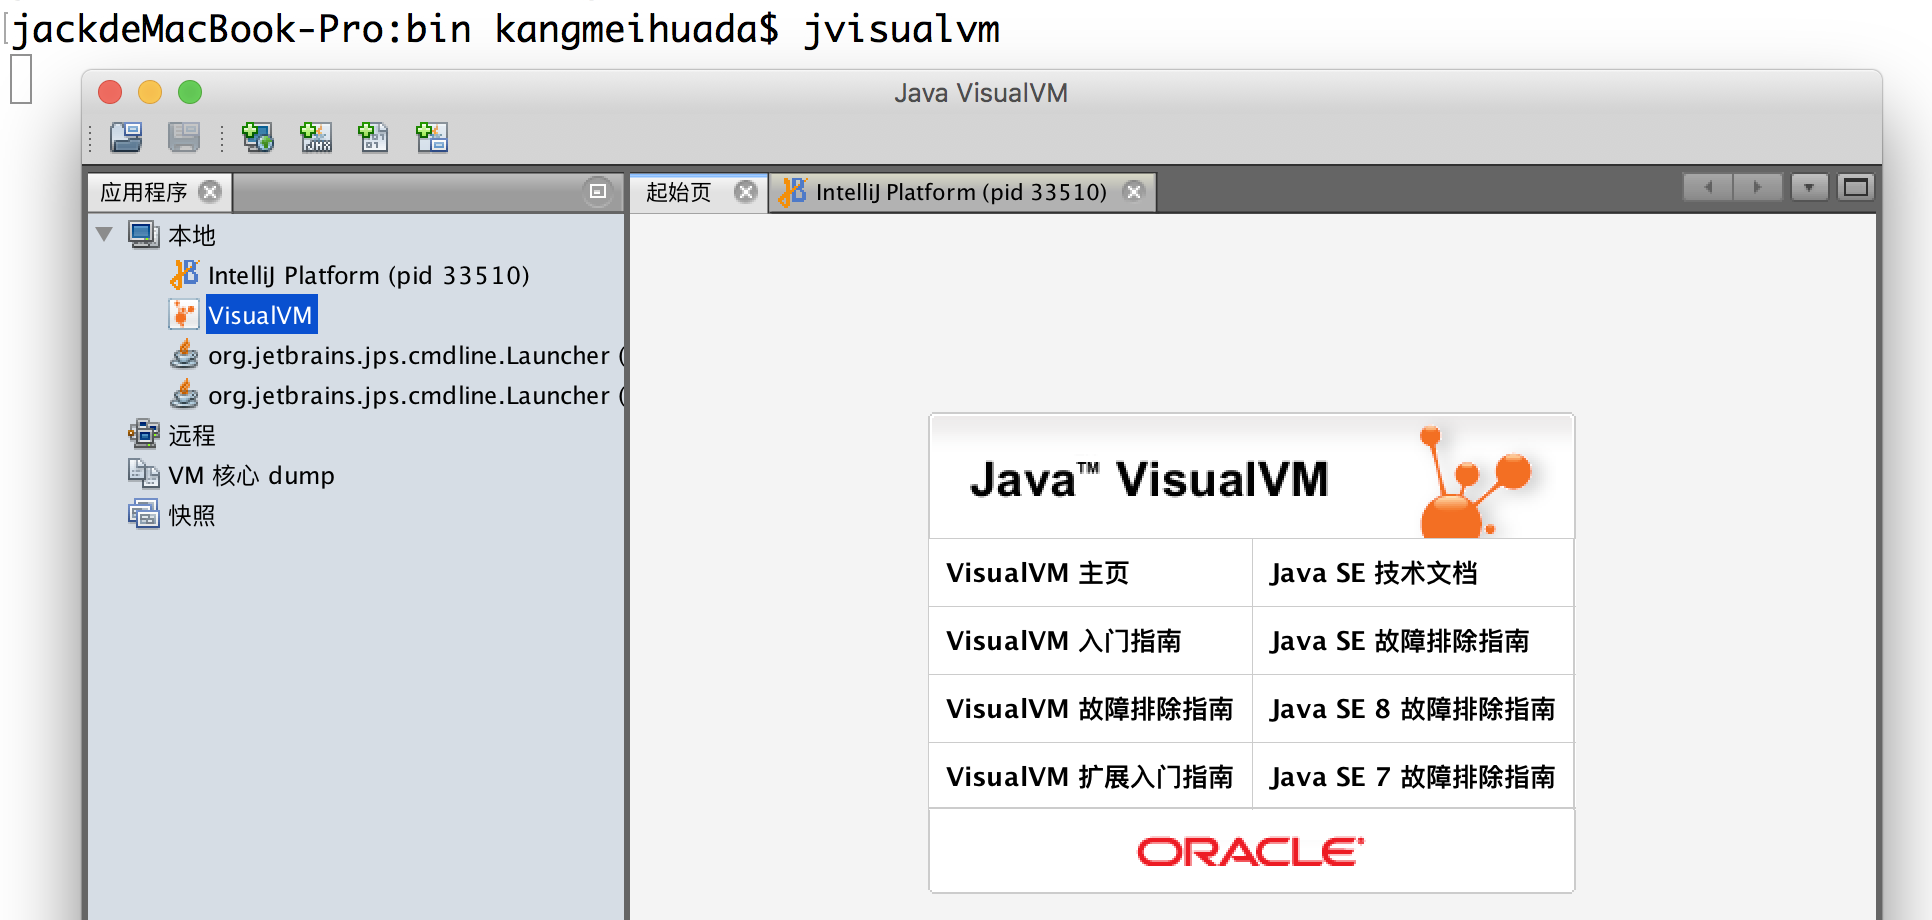 jackdeMacBook-Pro:bin kangmeihuada$ jvisualvm
Java VisualVM
应用程序
起始页
IntelliJ Platform (pid 33510)
本地
IntelliJ Platform (pid 33510)
VisualVM
org.jetbrains.jps.cmdline.Launcher (
org.jetbrains.jps.cmdline.Launcher (
远程
VM 核心 dump
快照
Java™ VisualVM
VisualVM 主页
Java SE 技术文档
VisualVM 入门指南
Java SE 故障排除指南
VisualVM 故障排除指南
Java SE 8 故障排除指南
VisualVM 扩展入门指南
Java SE 7 故障排除指南
ORACLE